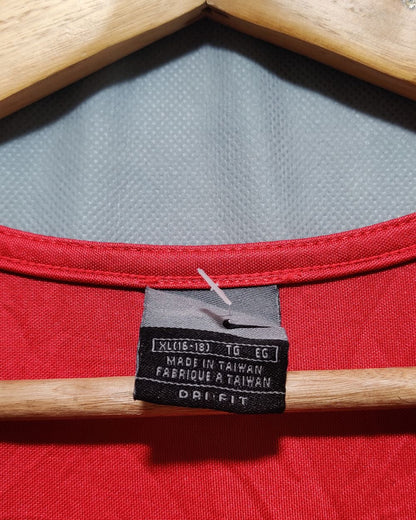 XL(16-18) TG EG
MADE IN TAIWAN
FABRIQUE A TAIWAN
DRI-FIT